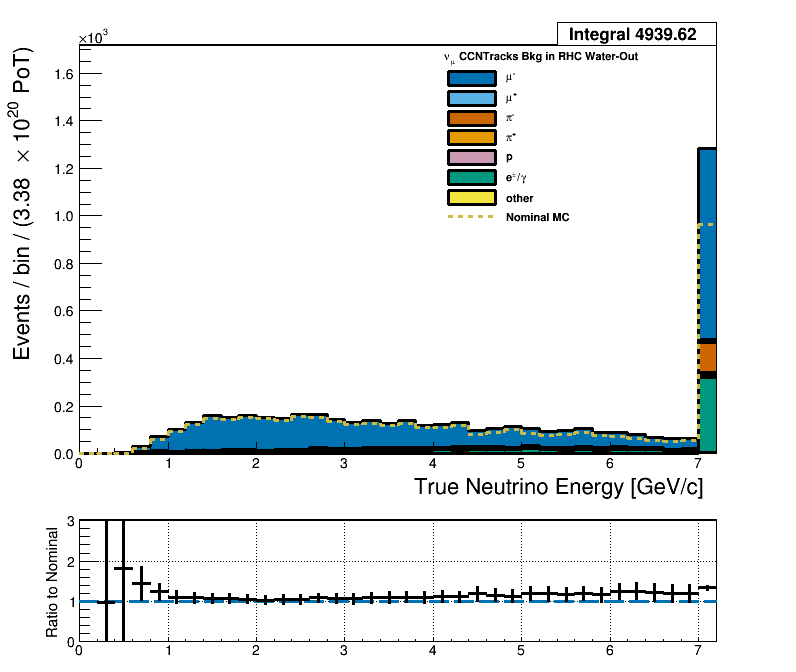 Integral 4939.62
×10³
ν_μ CCNTracks Bkg in RHC Water-Out
μ⁻
μ⁺
π⁻
π⁺
p
e±/γ
other
Nominal MC
Events / bin / (3.38 × 10²⁰ PoT)
1.6
1.4
1.2
1.0
0.8
0.6
0.4
0.2
0.0
0 1 2 3 4 5 6 7
True Neutrino Energy [GeV/c]
Ratio to Nominal
3
2
1
0
0 1 2 3 4 5 6 7